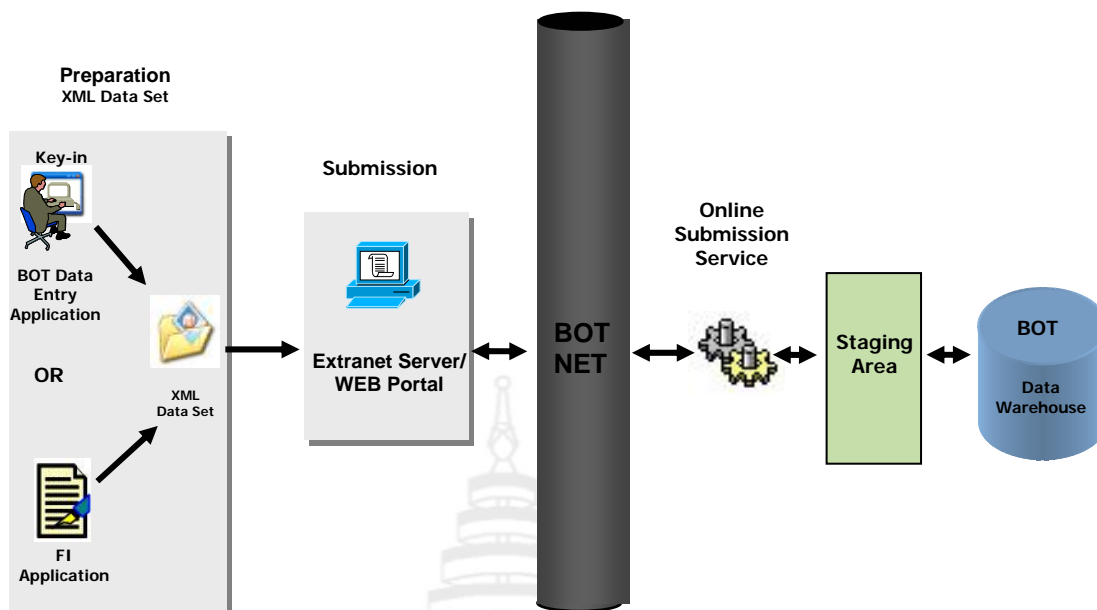 Preparation
XML Data Set
Key-in
BOT Data
Entry
Application
OR
XML
Data Set
FI
Application
Submission
Extranet Server/
WEB Portal
BOT
NET
Online
Submission
Service
Staging
Area
BOT
Data
Warehouse